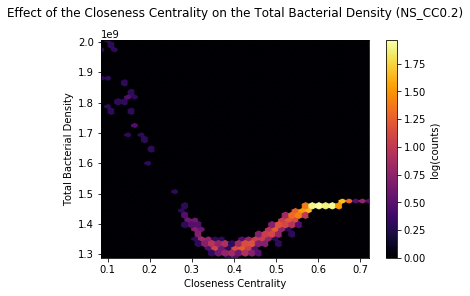 Effect of the Closeness Centrality on the Total Bacterial Density (NS_CC0.2)
1e9
2.0
1.9
1.8
1.7
1.6
1.5
1.4
1.3
Total Bacterial Density
0.1 0.2 0.3 0.4 0.5 0.6 0.7
Closeness Centrality
1.75
1.50
1.25
1.00
0.75
0.50
0.25
0.00
log(counts)